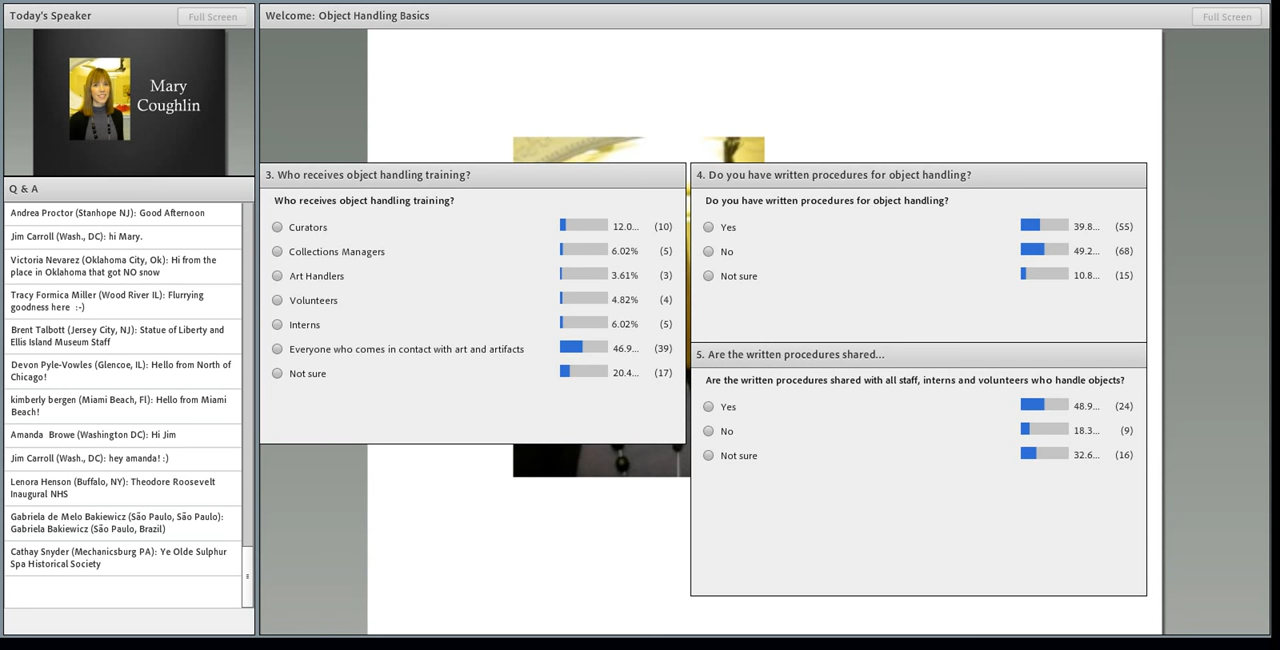 Today's Speaker
Full Screen
Mary
Coughlin
Q & A
Andrea Proctor (Stanhope NJ): Good Afternoon
Jim Carroll (Wash., DC): hi Mary.
Victoria Nevarez (Oklahoma City, Ok): Hi from the
place in Oklahoma that got NO snow
Tracy Formica Miller (Wood River IL): Flurrying
goodness here :-)
Brent Talbott (Jersey City, NJ): Statue of Liberty and
Ellis Island Museum Staff
Devon Pyle-Vowles (Glencoe, IL): Hello from North of
Chicago!
kimberly bergen (Miami Beach, Fl): Hello from Miami
Beach!
Amanda Browe (Washington DC): Hi Jim
Jim Carroll (Wash., DC): hey amanda! :)
Lenora Henson (Buffalo, NY): Theodore Roosevelt
Inaugural NHS
Gabriela de Melo Bakiewicz (São Paulo, São Paulo):
Gabriela Bakiewicz (São Paulo, Brazil)
Cathay Snyder (Mechanicsburg PA): Ye Olde Sulphur
Spa Historical Society
Welcome: Object Handling Basics
Full Screen
3. Who receives object handling training?
Who receives object handling training?
Curators 12.0... (10)
Collections Managers 6.02% (5)
Art Handlers 3.61% (3)
Volunteers 4.82% (4)
Interns 6.02% (5)
Everyone who comes in contact with art and artifacts 46.9... (39)
Not sure 20.4... (17)
4. Do you have written procedures for object handling?
Do you have written procedures for object handling?
Yes 39.8... (55)
No 49.2... (68)
Not sure 10.8... (15)
5. Are the written procedures shared...
Are the written procedures shared with all staff, interns and volunteers who handle objects?
Yes 48.9... (24)
No 18.3... (9)
Not sure 32.6... (16)